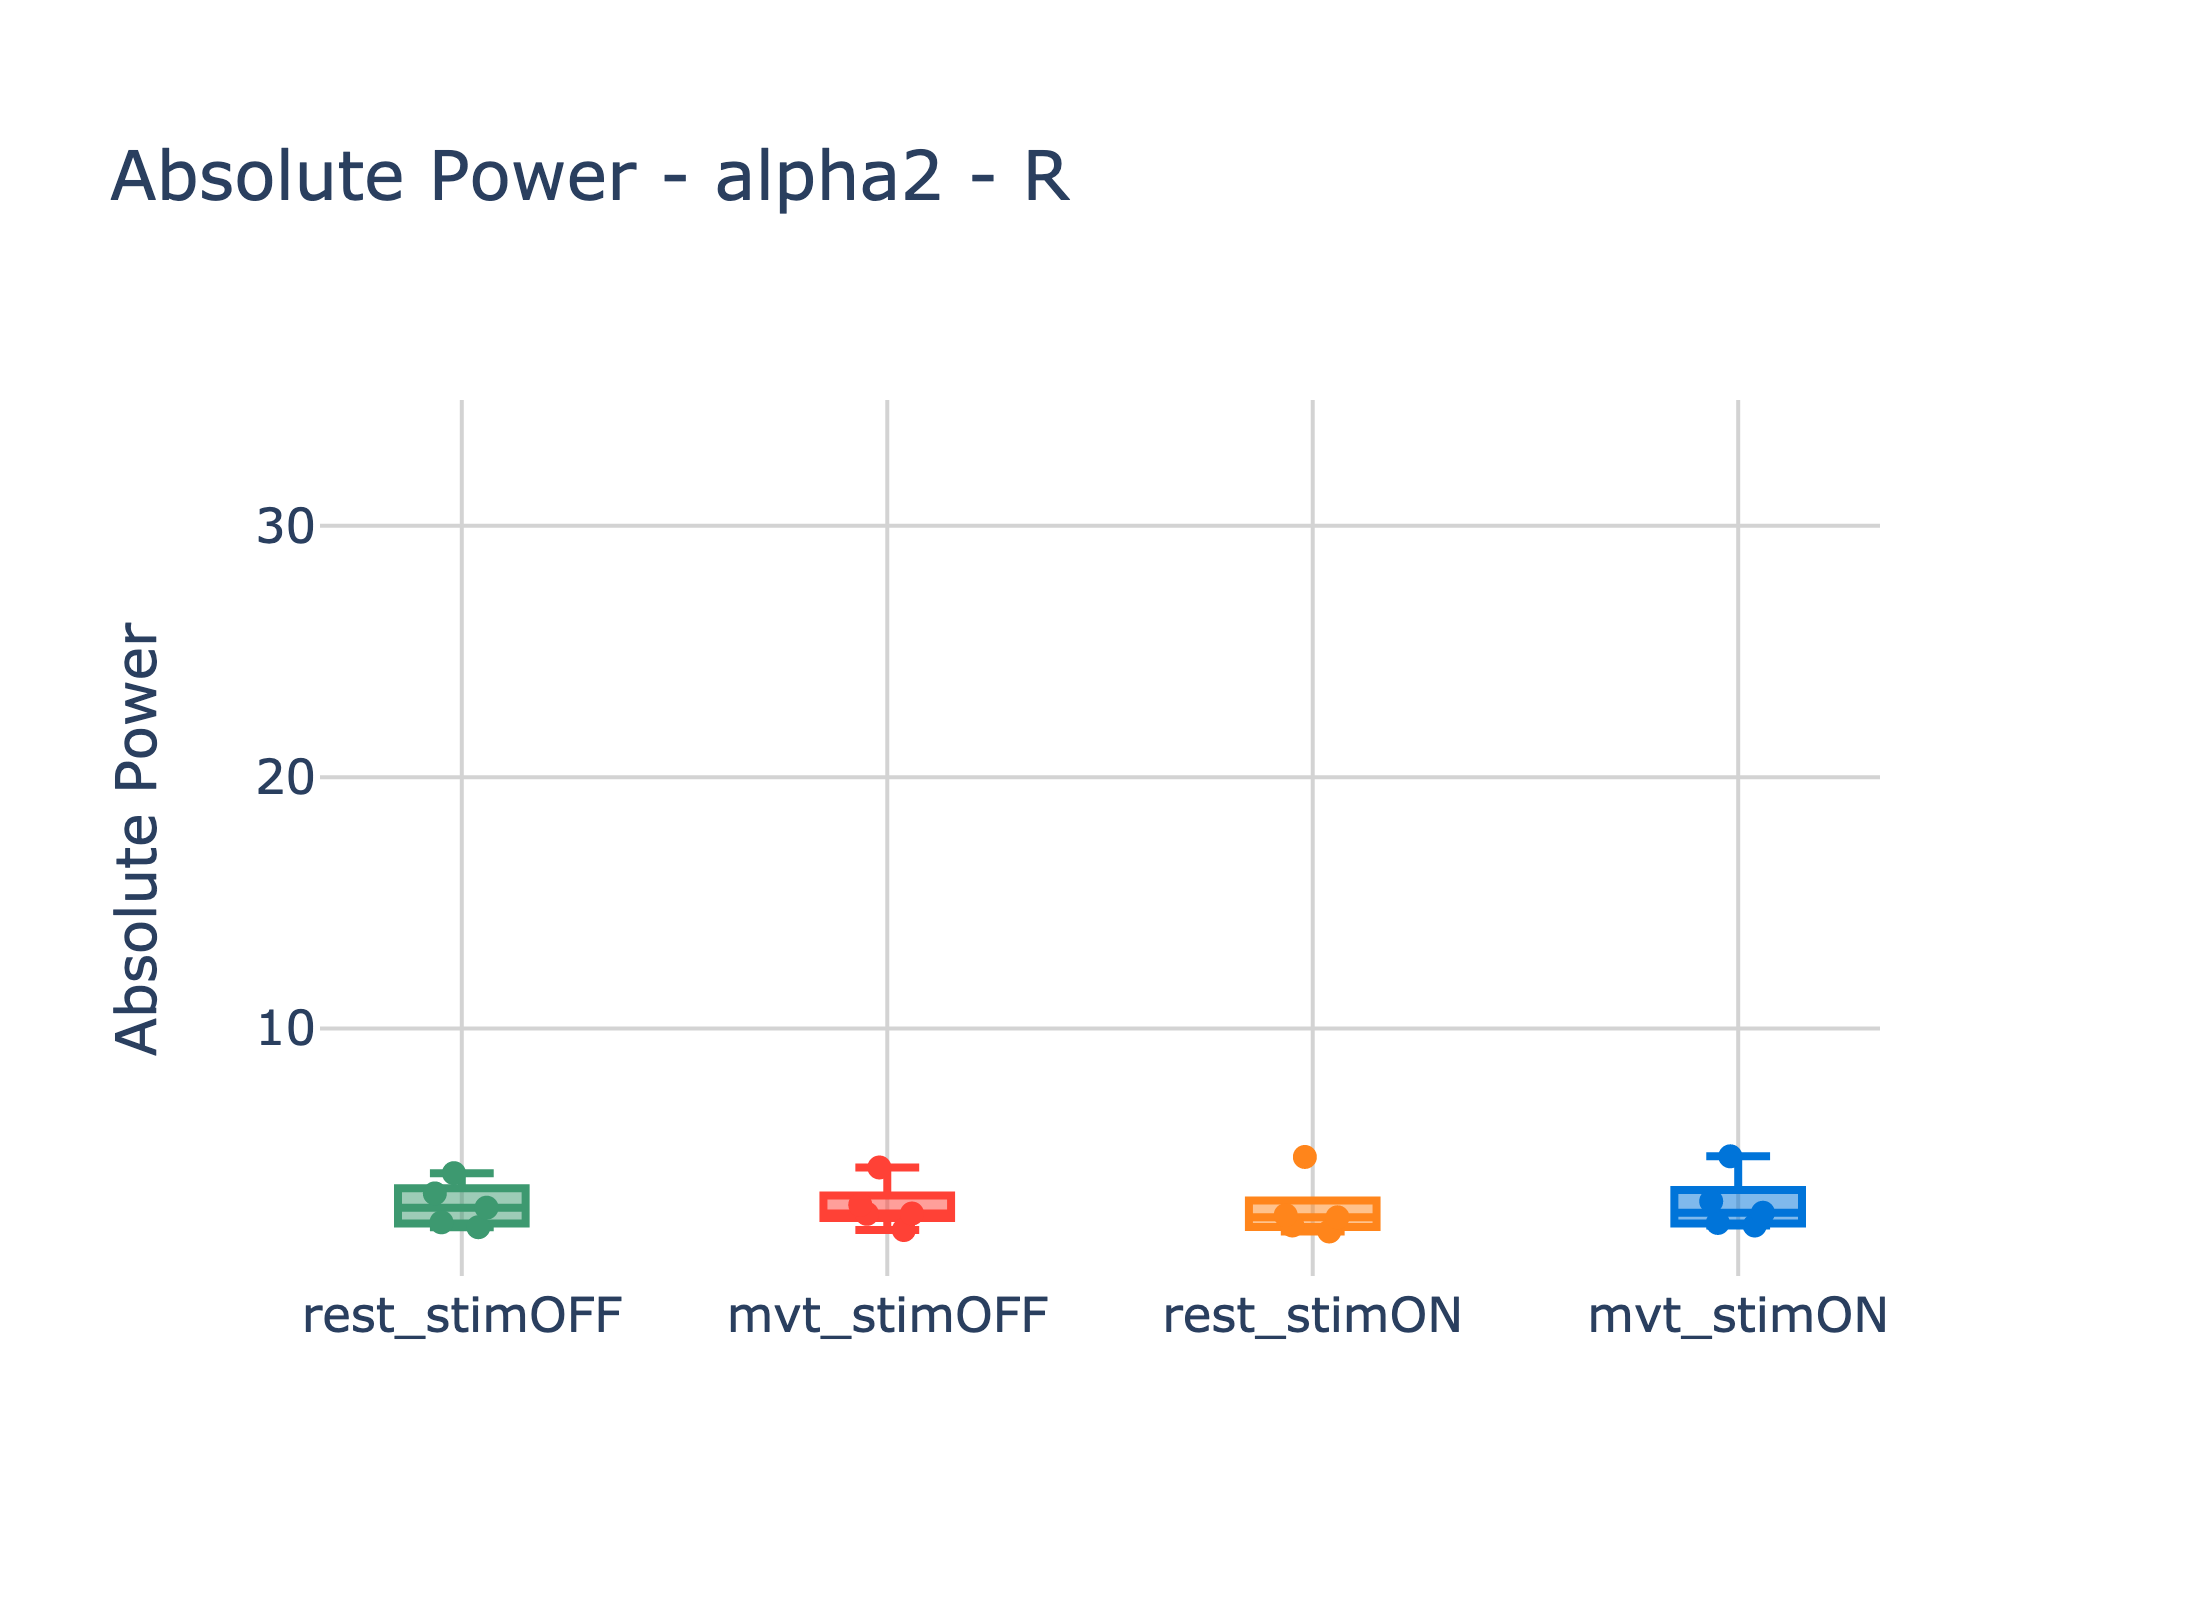 Absolute Power - alpha2 - R
Absolute Power
30
20
10
rest_stimOFF
mvt_stimOFF
rest_stimON
mvt_stimON